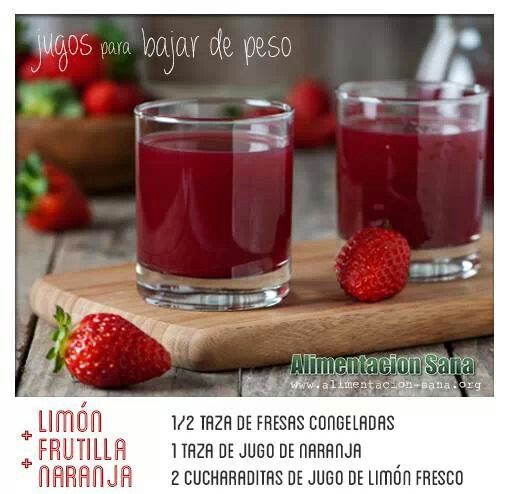 jugos para bajar de peso
Alimentacion Sana
www.alimentacion-sana.org
+ LIMÓN
+ FRUTILLA
+ NARANJA
1/2 TAZA DE FRESAS CONGELADAS
1 TAZA DE JUGO DE NARANJA
2 CUCHARADITAS DE JUGO DE LIMÓN FRESCO